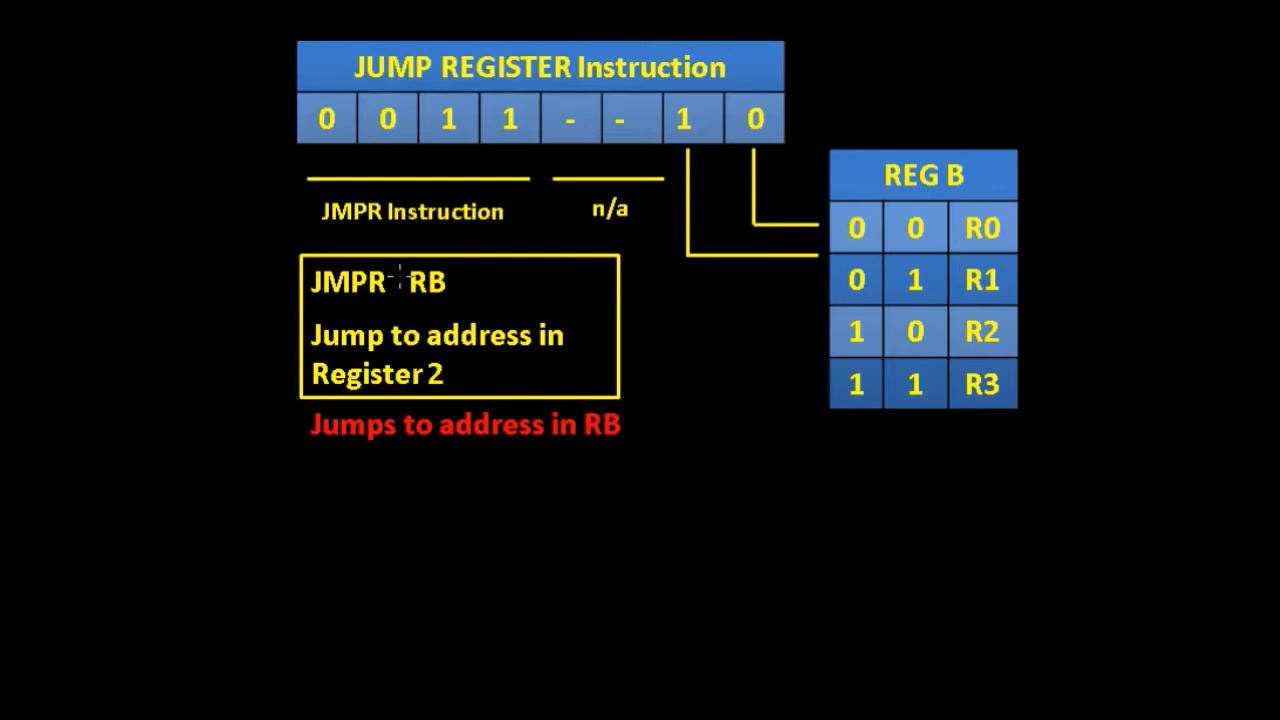 JUMP REGISTER Instruction
0 0 1 1 - - 1 0
JMPR Instruction
n/a
JMPR RB
Jump to address in
Register 2
Jumps to address in RB
REG B
0 0 R0
0 1 R1
1 0 R2
1 1 R3